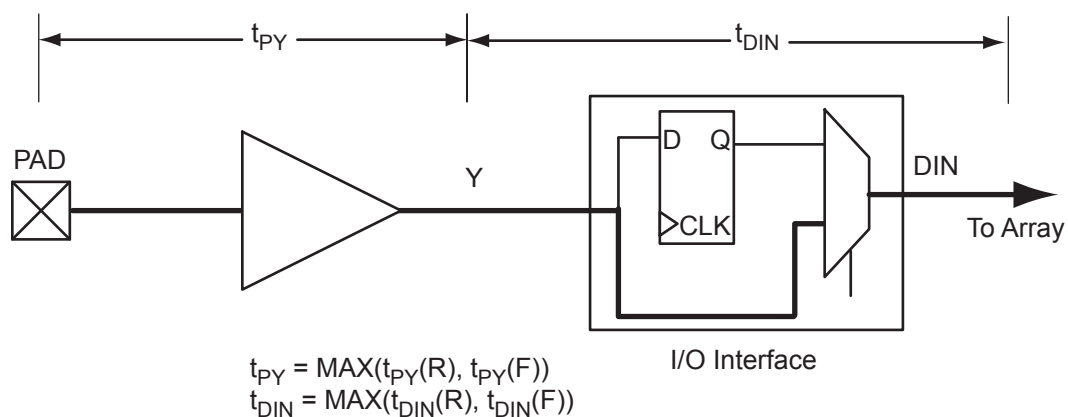 tPY
tDIN
PAD
Y
D
Q
CLK
DIN
To Array
I/O Interface
tPY = MAX(tPY(R), tPY(F))
tDIN = MAX(tDIN(R), tDIN(F))